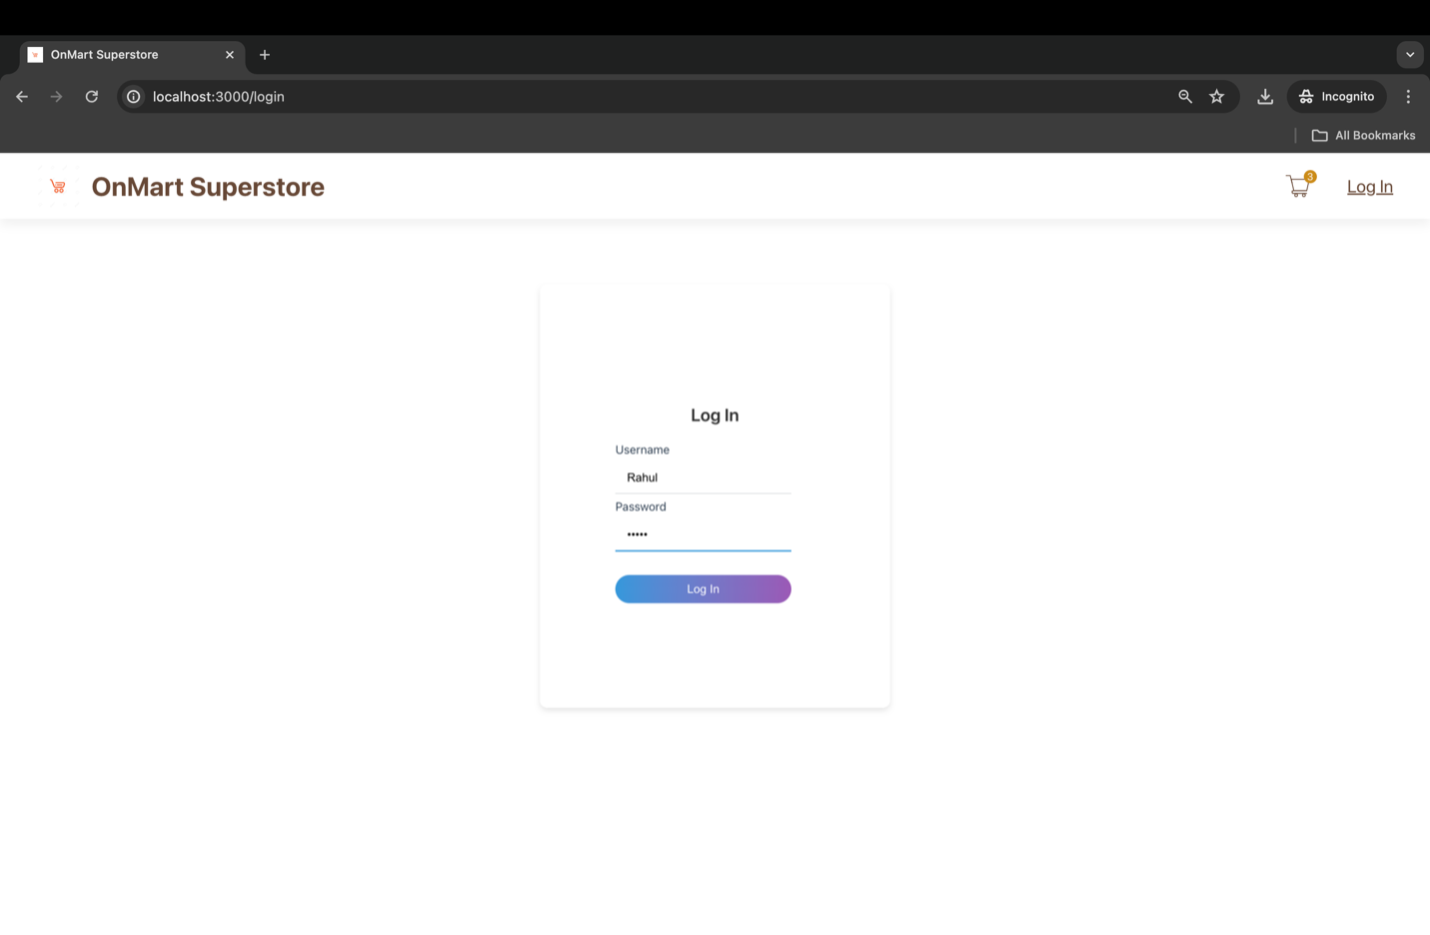 OnMart Superstore
localhost:3000/login
Incognito
All Bookmarks
OnMart Superstore
3
Log In
Log In
Username
Rahul
Password
•••••
Log In